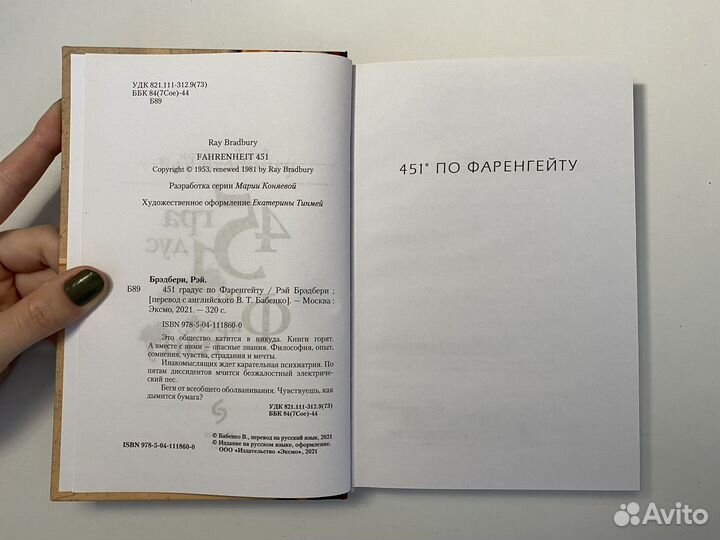 УДК 821.111-312.9(73)
ББК 84(7Сое)-44
Б89
Ray Bradbury
FAHRENHEIT 451
Copyright © 1953, renewed 1981 by Ray Bradbury
Разработка серии Марии Коняевой
Художественное оформление Екатерины Тинмей
Брэдбери, Рэй.
Б89 451 градус по Фаренгейту / Рэй Брэдбери ;
[перевод с английского В. Т. Бабенко]. — Москва :
Эксмо, 2021. — 320 с.
ISBN 978-5-04-111860-0
Это общество катится в никуда. Книги горят.
А вместе с ними — опасные знания. Философия, опыт,
сомнения, чувства, страдания и мечты.
Инакомыслящих ждет карательная психиатрия. По
пятам диссидентов мчится безжалостный электриче-
ский пес.
Беги от всеобщего оболванивания. Чувствуешь, как
дымится бумага?
УДК 821.111-312.9(73)
ББК 84(7Сое)-44
© Бабенко В., перевод на русский язык, 2021
© Издание на русском языке, оформление.
ISBN 978-5-04-111860-0 ООО «Издательство «Эксмо», 2021
451° ПО ФАРЕНГЕЙТУ
Avito